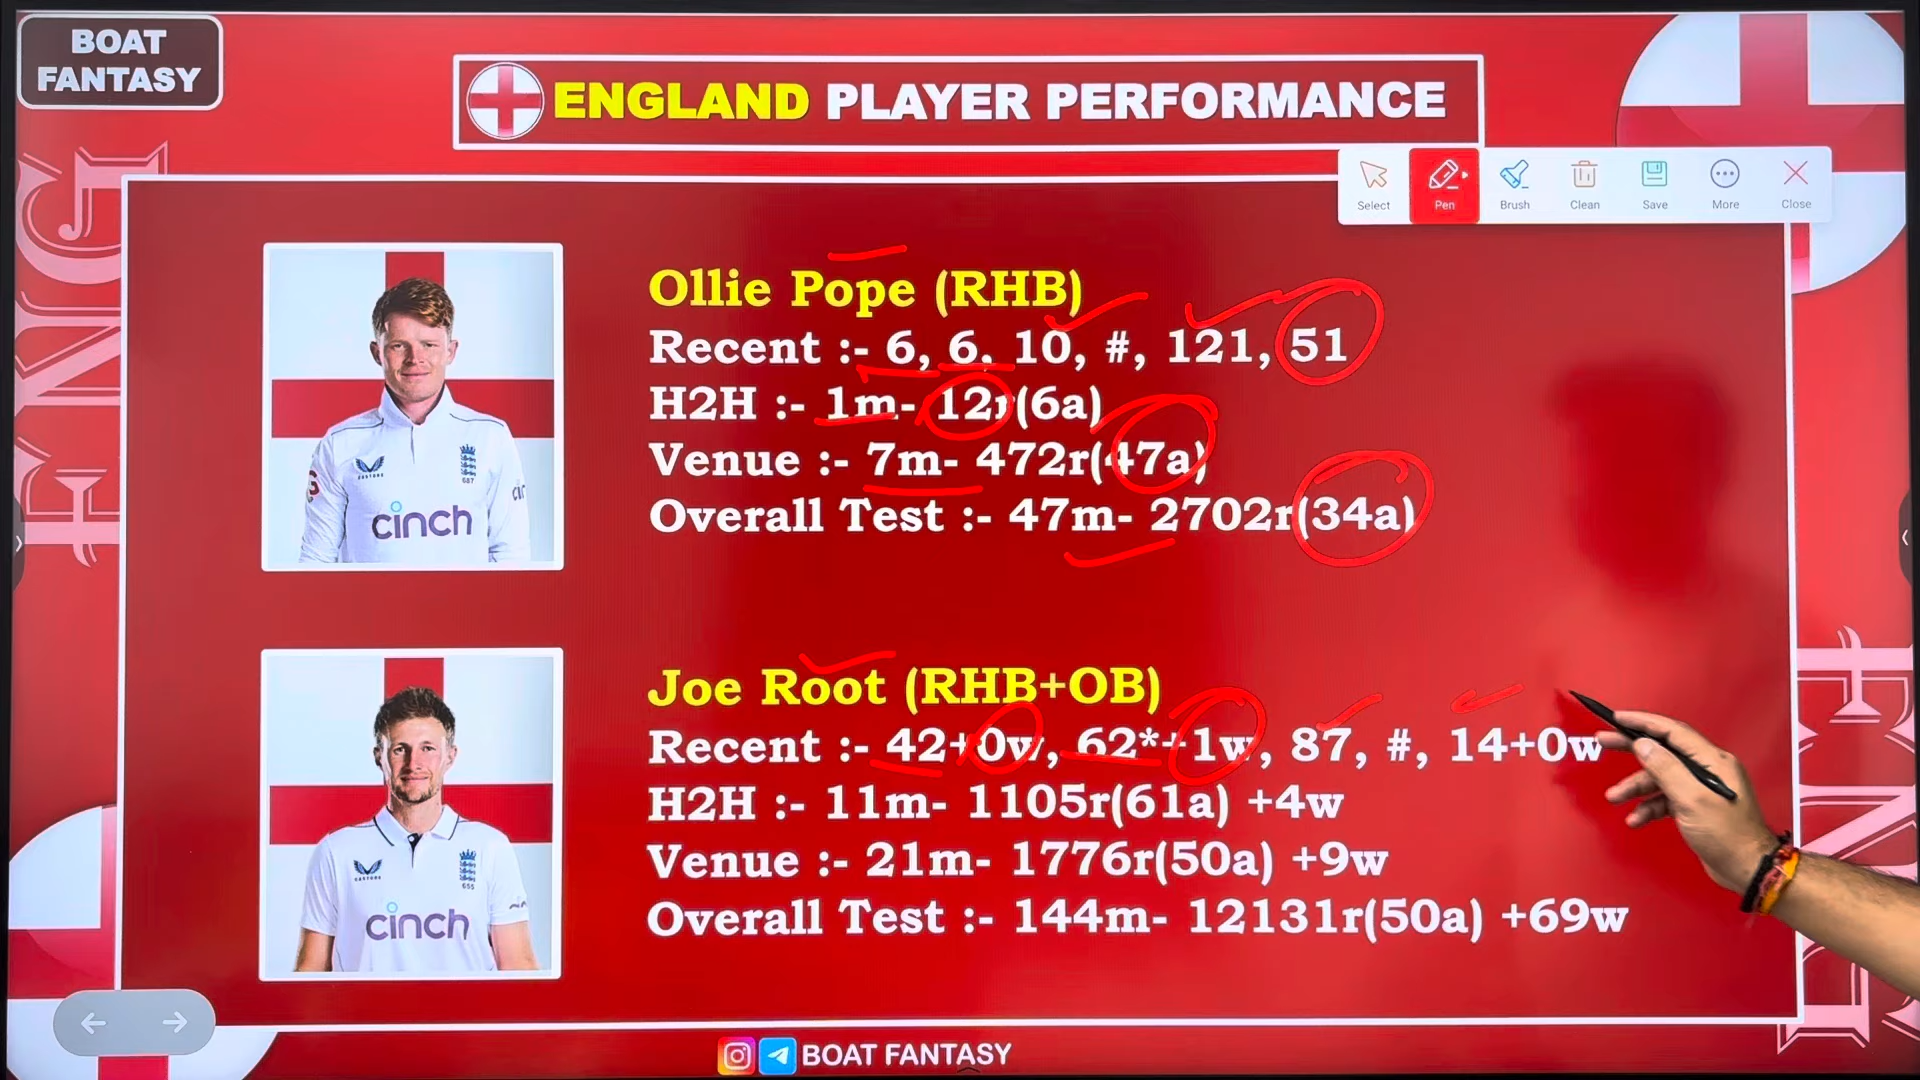 BOAT
FANTASY
ENGLAND PLAYER PERFORMANCE
Select
Pen
Brush
Clean
Save
More
Close
ENG
Ollie Pope (RHB)
Recent :- 6, 6, 10, #, 121, 51
H2H :- 1m- 12r(6a)
Venue :- 7m- 472r(47a)
Overall Test :- 47m- 2702r(34a)
cinch
687
Joe Root (RHB+OB)
Recent :- 42+0w, 62*+1w, 87, #, 14+0w
H2H :- 11m- 1105r(61a) +4w
Venue :- 21m- 1776r(50a) +9w
Overall Test :- 144m- 12131r(50a) +69w
cinch
655
BOAT FANTASY